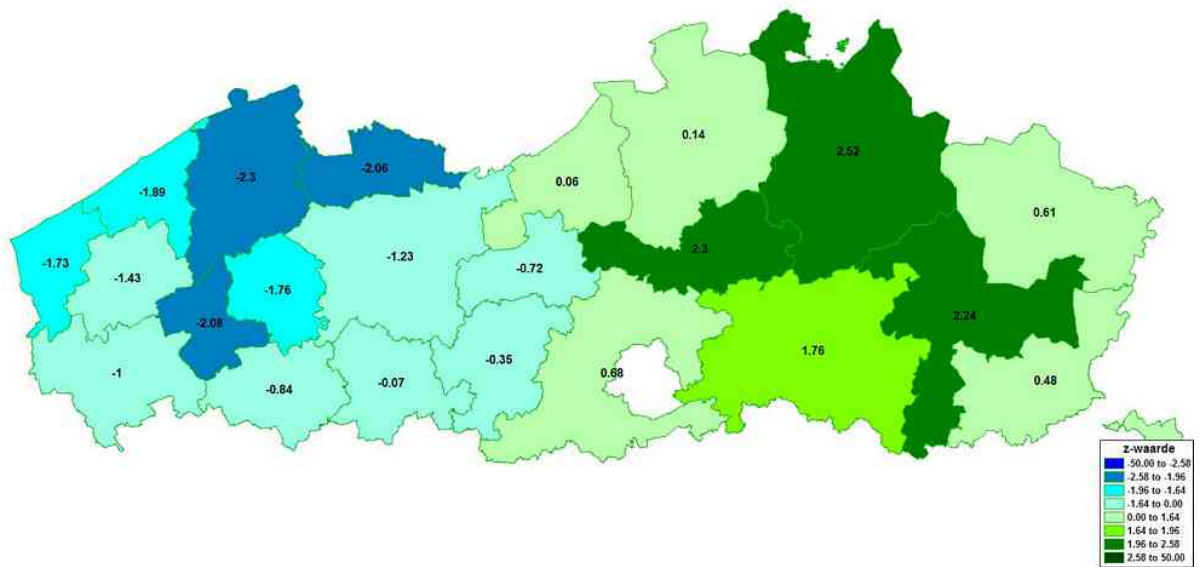 0.14
2.52
-2.06
-2.3
0.06
-1.89
0.61
2.3
-1.23
-1.73
-0.72
-1.43
-1.76
2.24
-2.08
1.76
-0.35
-1
0.68
0.48
-0.07
-0.84
z-waarde
-50.00 to -2.58
-2.58 to -1.96
-1.96 to -1.64
-1.64 to 0.00
0.00 to 1.64
1.64 to 1.96
1.96 to 2.58
2.58 to 50.00